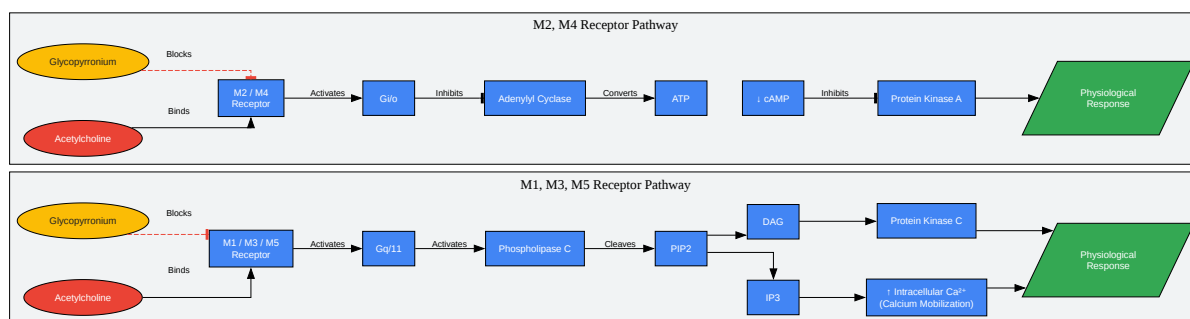 M2, M4 Receptor Pathway
Glycopyrronium
Blocks
Acetylcholine
Binds
M2 / M4
Receptor
Activates
Gi/o
Inhibits
Adenylyl Cyclase
Converts
ATP
↓ cAMP
Inhibits
Protein Kinase A
Physiological
Response
M1, M3, M5 Receptor Pathway
Glycopyrronium
Blocks
Acetylcholine
Binds
M1 / M3 / M5
Receptor
Activates
Gq/11
Activates
Phospholipase C
Cleaves
PIP2
DAG
Protein Kinase C
IP3
↑ Intracellular Ca²⁺
(Calcium Mobilization)
Physiological
Response